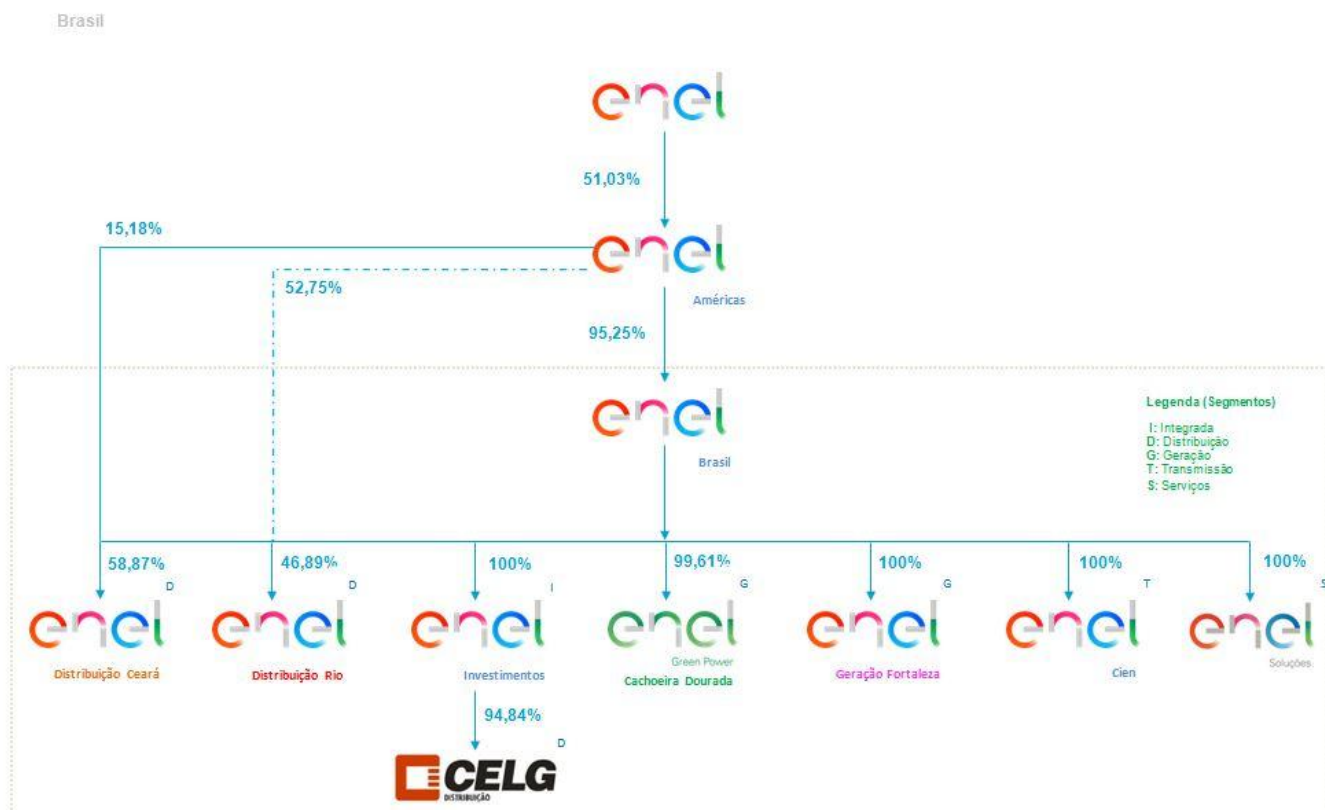 Brasil
enel
51,03%
15,18%
enel
52,75%
Américas
95,25%
enel
Brasil
Legenda (Segmentos)
I: Integrada
D: Distribuição
G: Geração
T: Transmissão
S: Serviços
58,87%
46,89%
100%
99,61%
100%
100%
100%
D
D
I
G
G
T
S
enel
enel
enel
enel
enel
enel
enel
Green Power
Soluções
Distribuição Ceará
Distribuição Rio
Investimentos
Cachoeira Dourada
Geração Fortaleza
Cien
94,84%
D
CELG
DISTRIBUIÇÃO